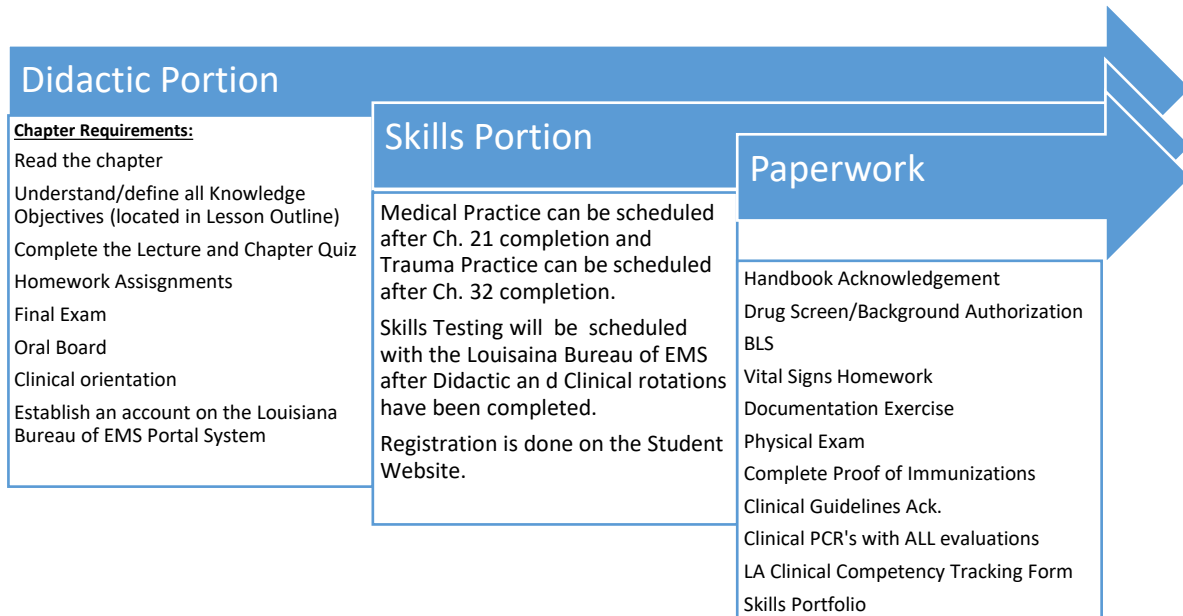 Didactic Portion
Chapter Requirements:
Read the chapter
Understand/define all Knowledge
Objectives (located in Lesson Outline)
Complete the Lecture and Chapter Quiz
Homework Assisgnments
Final Exam
Oral Board
Clinical orientation
Establish an account on the Louisiana
Bureau of EMS Portal System
Skills Portion
Medical Practice can be scheduled
after Ch. 21 completion and
Trauma Practice can be scheduled
after Ch. 32 completion.
Skills Testing will be scheduled
with the Louisaina Bureau of EMS
after Didactic an d Clinical rotations
have been completed.
Registration is done on the Student
Website.
Paperwork
Handbook Acknowledgement
Drug Screen/Background Authorization
BLS
Vital Signs Homework
Documentation Exercise
Physical Exam
Complete Proof of Immunizations
Clinical Guidelines Ack.
Clinical PCR's with ALL evaluations
LA Clinical Competency Tracking Form
Skills Portfolio